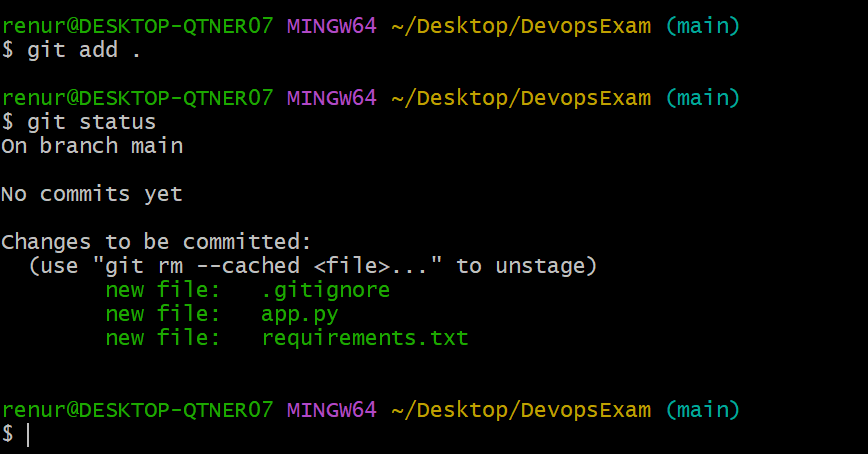 renur@DESKTOP-QTNER07 MINGW64 ~/Desktop/DevopsExam (main)
$ git add .
renur@DESKTOP-QTNER07 MINGW64 ~/Desktop/DevopsExam (main)
$ git status
On branch main
No commits yet
Changes to be committed:
  (use "git rm --cached <file>..." to unstage)
        new file:   .gitignore
        new file:   app.py
        new file:   requirements.txt
renur@DESKTOP-QTNER07 MINGW64 ~/Desktop/DevopsExam (main)
$